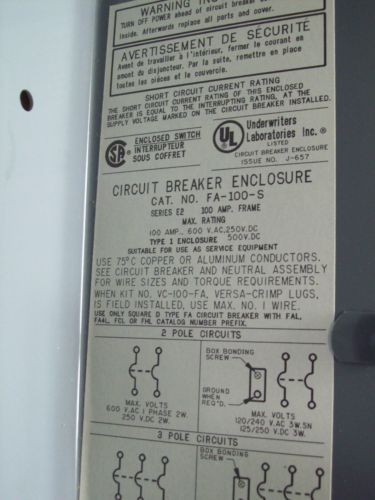 WARNING
TURN OFF POWER ahead of circuit breaker
inside. Afterwards replace all parts and cover.
AVERTISSEMENT DE SÉCURITÉ
Avant de travailler à l'intérieur, fermer le courant en
amont du disjoncteur. Par la suite, remettre en place
toutes les pièces et le couvercle.
SHORT CIRCUIT CURRENT RATING
THE SHORT CIRCUIT CURRENT RATING OF THIS ENCLOSED
BREAKER IS EQUAL TO THE INTERRUPTING RATING, AT THE
SUPPLY VOLTAGE MARKED ON THE CIRCUIT BREAKER INSTALLED.
SA
ENCLOSED SWITCH
INTERRUPTEUR
SOUS COFFRET
UL
Underwriters
Laboratories Inc.®
LISTED
CIRCUIT BREAKER ENCLOSURE
ISSUE NO. J-657
CIRCUIT BREAKER ENCLOSURE
CAT. NO. FA-100-S
SERIES E2 100 AMP. FRAME
MAX. RATING
100 AMP., 600 V.AC, 250V.DC
TYPE 1 ENCLOSURE 500V.DC
SUITABLE FOR USE AS SERVICE EQUIPMENT
USE 75°C COPPER OR ALUMINUM CONDUCTORS.
SEE CIRCUIT BREAKER AND NEUTRAL ASSEMBLY
FOR WIRE SIZES AND TORQUE REQUIREMENTS.
WHEN KIT NO. VC-100-FA, VERSA-CRIMP LUGS,
IS FIELD INSTALLED, USE MAX. NO. 1 WIRE.
USE ONLY SQUARE D TYPE FA CIRCUIT BREAKER WITH FAL,
FA4L, FCL OR FHL CATALOG NUMBER PREFIX.
2 POLE CIRCUITS
BOX BONDING
SCREW
GROUND
WHEN
REQ'D.
MAX. VOLTS
600 V.AC 1 PHASE 2W.
250 V.DC 2W.
MAX. VOLTS
120/240 V.AC 3W.SN
125/250 V.DC 3W.
3 POLE CIRCUITS
BOX BONDING
SCREW